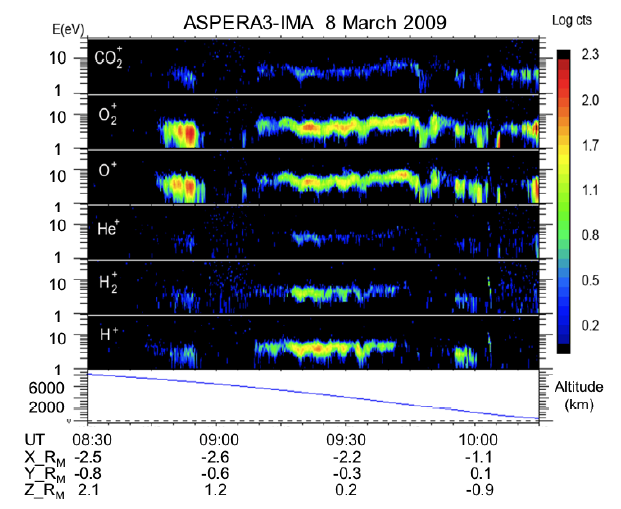 ASPERA3-IMA 8 March 2009
E(eV)
Log cts
10
CO2+
1
10
O2+
1
10
O+
1
10
He+
1
10
H2+
1
10
H+
1
2.3
2.0
1.7
1.1
0.8
0.5
0.2
6000
2000
0
Altitude
(km)
UT 08:30 09:00 09:30 10:00
X_RM -2.5 -2.6 -2.2 -1.1
Y_RM -0.8 -0.6 -0.3 0.1
Z_RM 2.1 1.2 0.2 -0.9